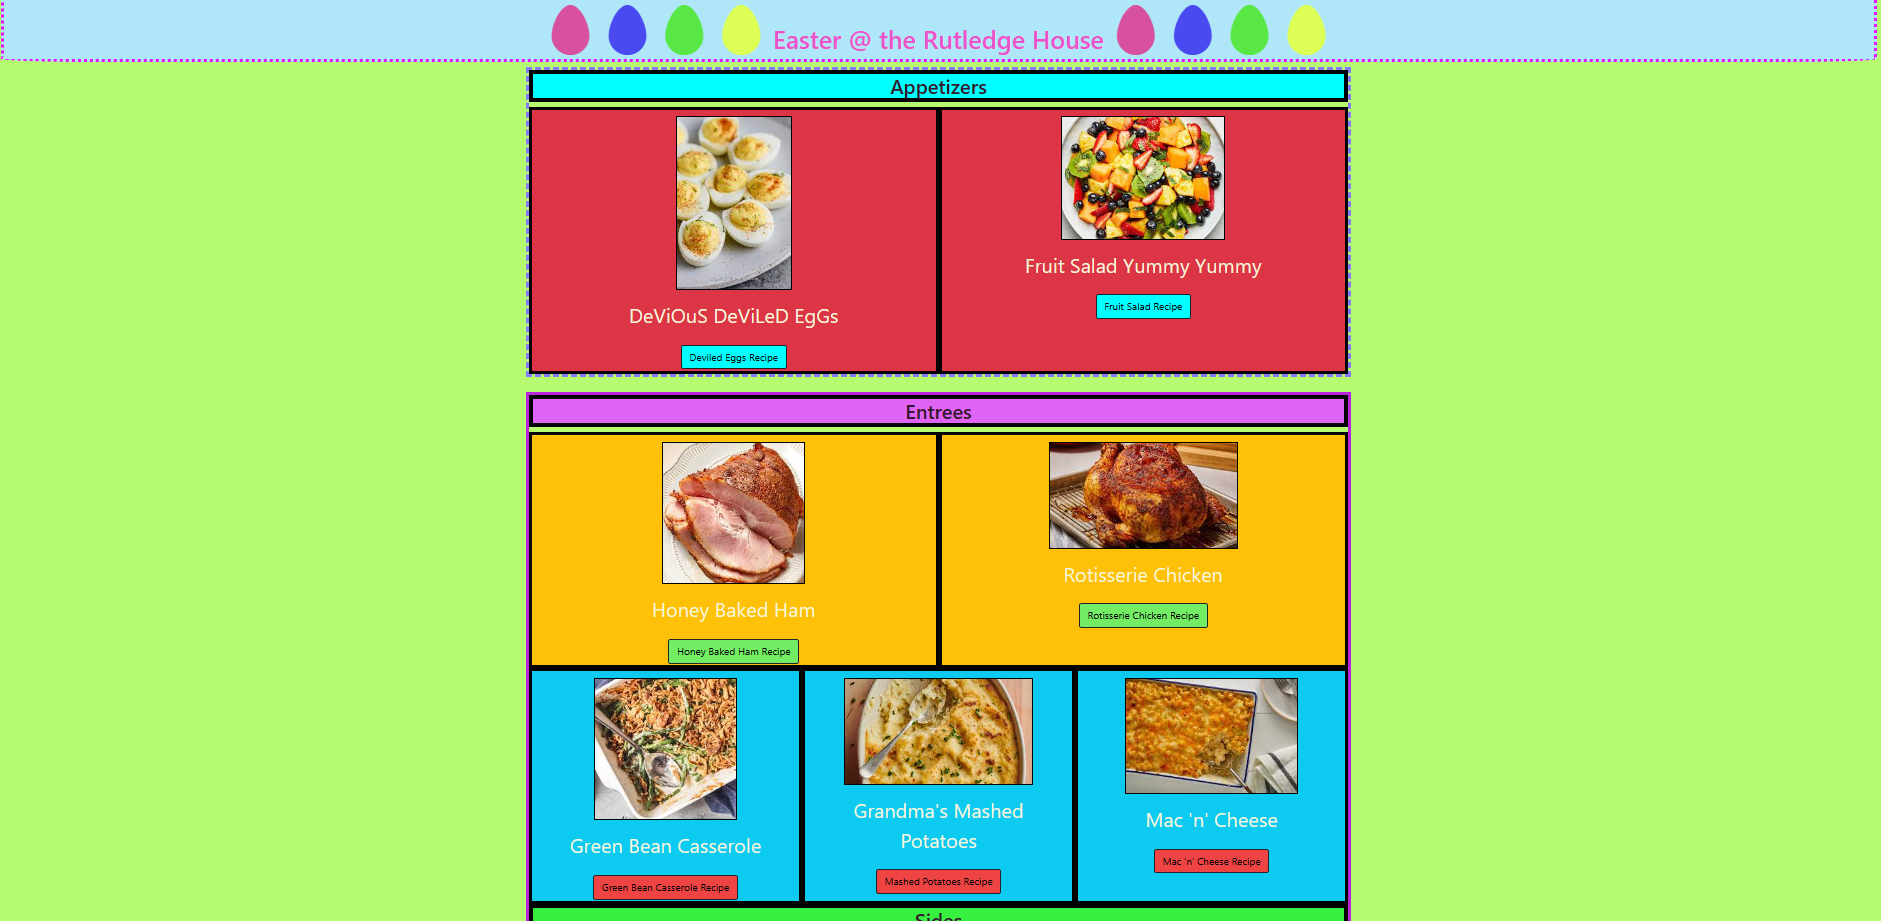 Easter @ the Rutledge House
Appetizers
DeViOuS DeViLeD EgGs
Deviled Eggs Recipe
Fruit Salad Yummy Yummy
Fruit Salad Recipe
Entrees
Honey Baked Ham
Honey Baked Ham Recipe
Rotisserie Chicken
Rotisserie Chicken Recipe
Green Bean Casserole
Green Bean Casserole Recipe
Grandma's Mashed
Potatoes
Mashed Potatoes Recipe
Mac 'n' Cheese
Mac 'n' Cheese Recipe
Sides